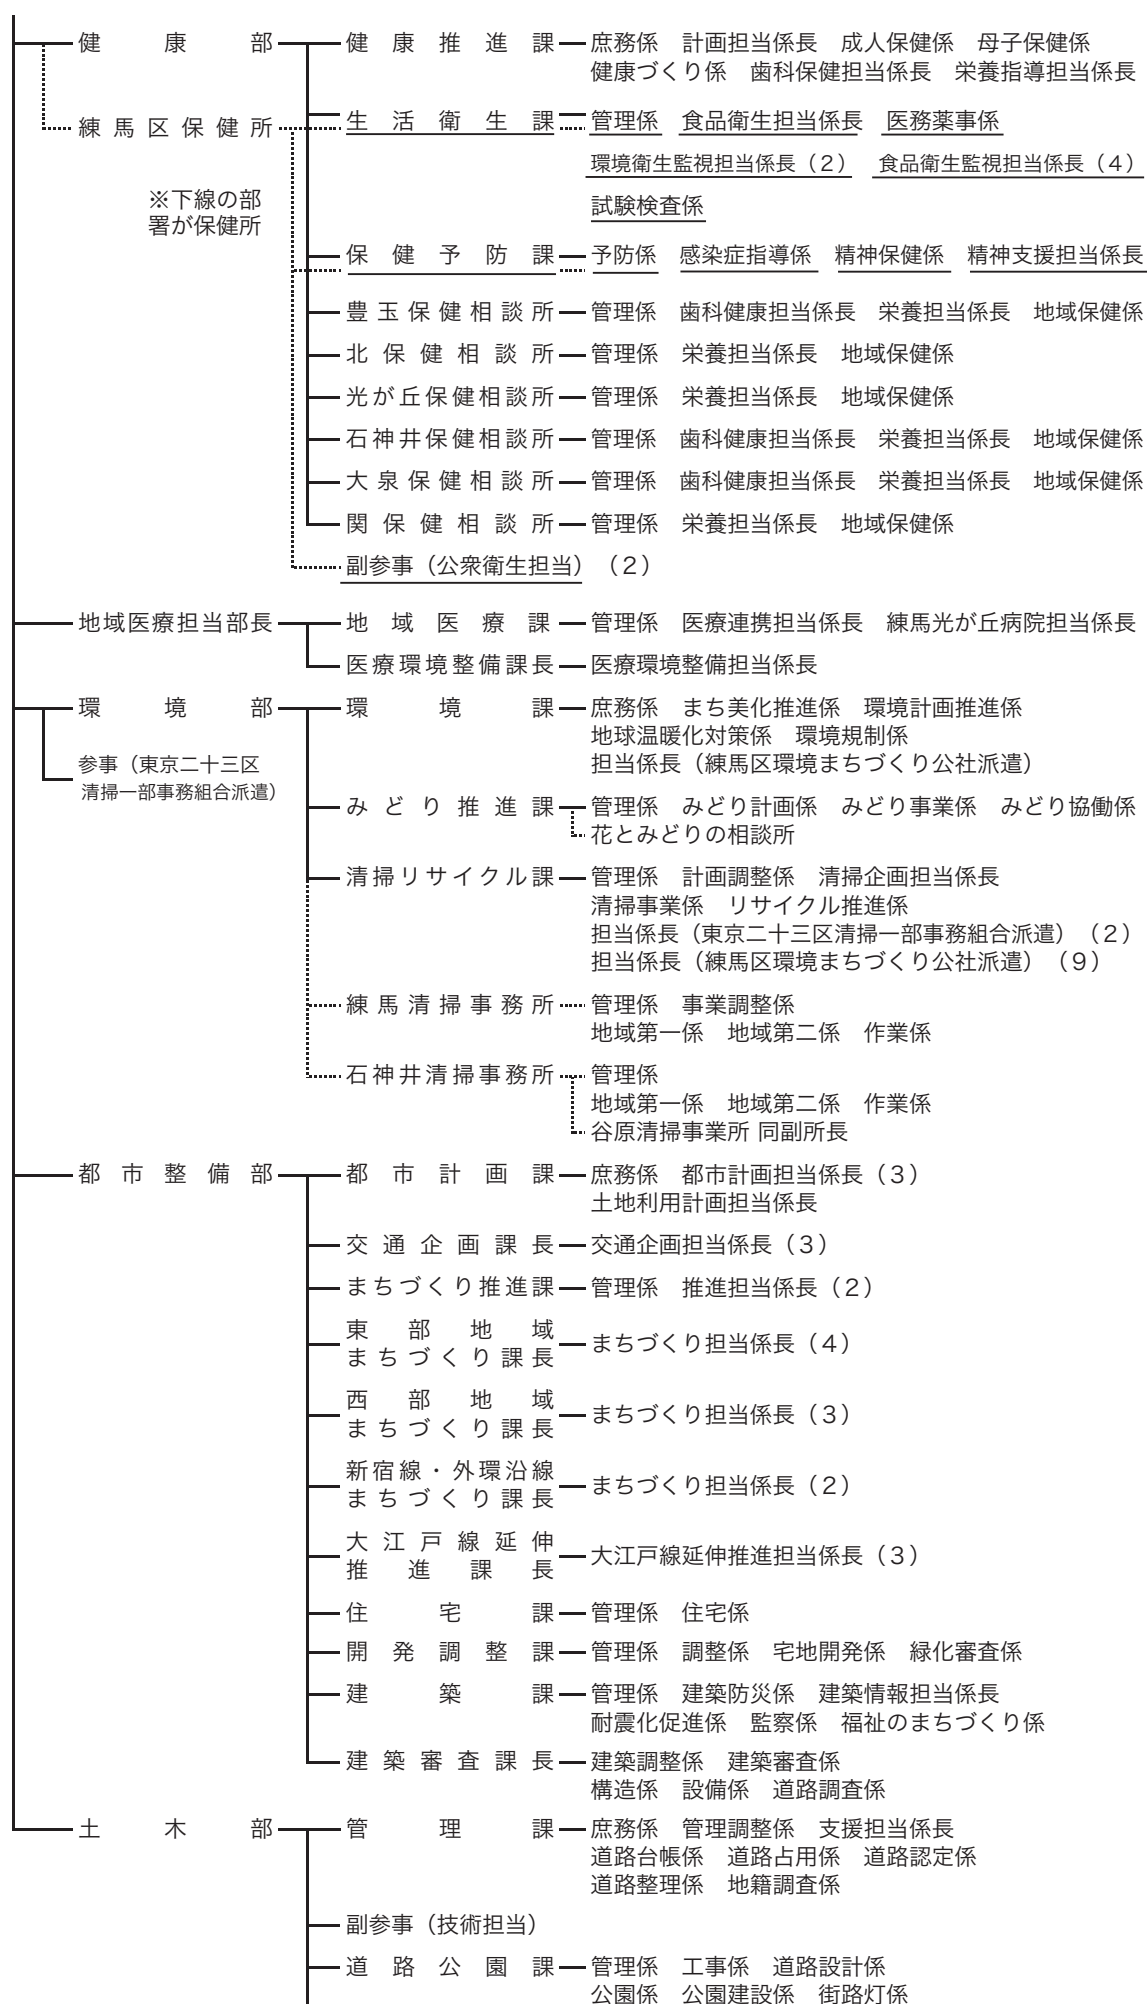 健康部 健康推進課 庶務係 計画担当係長 成人保健係 母子保健係
健康づくり係 歯科保健担当係長 栄養指導担当係長
練馬区保健所 生活衛生課 管理係 食品衛生担当係長 医務薬事係
環境衛生監視担当係長（２） 食品衛生監視担当係長（４）
※下線の部
署が保健所
試験検査係
保健予防課 予防係 感染症指導係 精神保健係 精神支援担当係長
豊玉保健相談所 管理係 歯科健康担当係長 栄養担当係長 地域保健係
北保健相談所 管理係 栄養担当係長 地域保健係
光が丘保健相談所 管理係 栄養担当係長 地域保健係
石神井保健相談所 管理係 歯科健康担当係長 栄養担当係長 地域保健係
大泉保健相談所 管理係 歯科健康担当係長 栄養担当係長 地域保健係
関保健相談所 管理係 栄養担当係長 地域保健係
副参事（公衆衛生担当）（２）
地域医療担当部長 地域医療課 管理係 医療連携担当係長 練馬光が丘病院担当係長
医療環境整備課長 医療環境整備担当係長
環境部 環境課 庶務係 まち美化推進係 環境計画推進係
地球温暖化対策係 環境規制係
担当係長（練馬区環境まちづくり公社派遣）
参事（東京二十三区
清掃一部事務組合派遣）
みどり推進課 管理係 みどり計画係 みどり事業係 みどり協働係
花とみどりの相談所
清掃リサイクル課 管理係 計画調整係 清掃企画担当係長
清掃事業係 リサイクル推進係
担当係長（東京二十三区清掃一部事務組合派遣）（２）
担当係長（練馬区環境まちづくり公社派遣）（９）
練馬清掃事務所 管理係 事業調整係
地域第一係 地域第二係 作業係
石神井清掃事務所 管理係
地域第一係 地域第二係 作業係
谷原清掃事業所 同副所長
都市整備部 都市計画課 庶務係 都市計画担当係長（３）
土地利用計画担当係長
交通企画課長 交通企画担当係長（３）
まちづくり推進課 管理係 推進担当係長（２）
東部地域
まちづくり課長 まちづくり担当係長（４）
西部地域
まちづくり課長 まちづくり担当係長（３）
新宿線・外環沿線
まちづくり課長 まちづくり担当係長（２）
大江戸線延伸
推進課長 大江戸線延伸推進担当係長（３）
住宅課 管理係 住宅係
開発調整課 管理係 調整係 宅地開発係 緑化審査係
建築課 管理係 建築防災係 建築情報担当係長
耐震化促進係 監察係 福祉のまちづくり係
建築審査課長 建築調整係 建築審査係
構造係 設備係 道路調査係
土木部 管理課 庶務係 管理調整係 支援担当係長
道路台帳係 道路占用係 道路認定係
道路整理係 地籍調査係
副参事（技術担当）
道路公園課 管理係 工事係 道路設計係
公園係 公園建設係 街路灯係